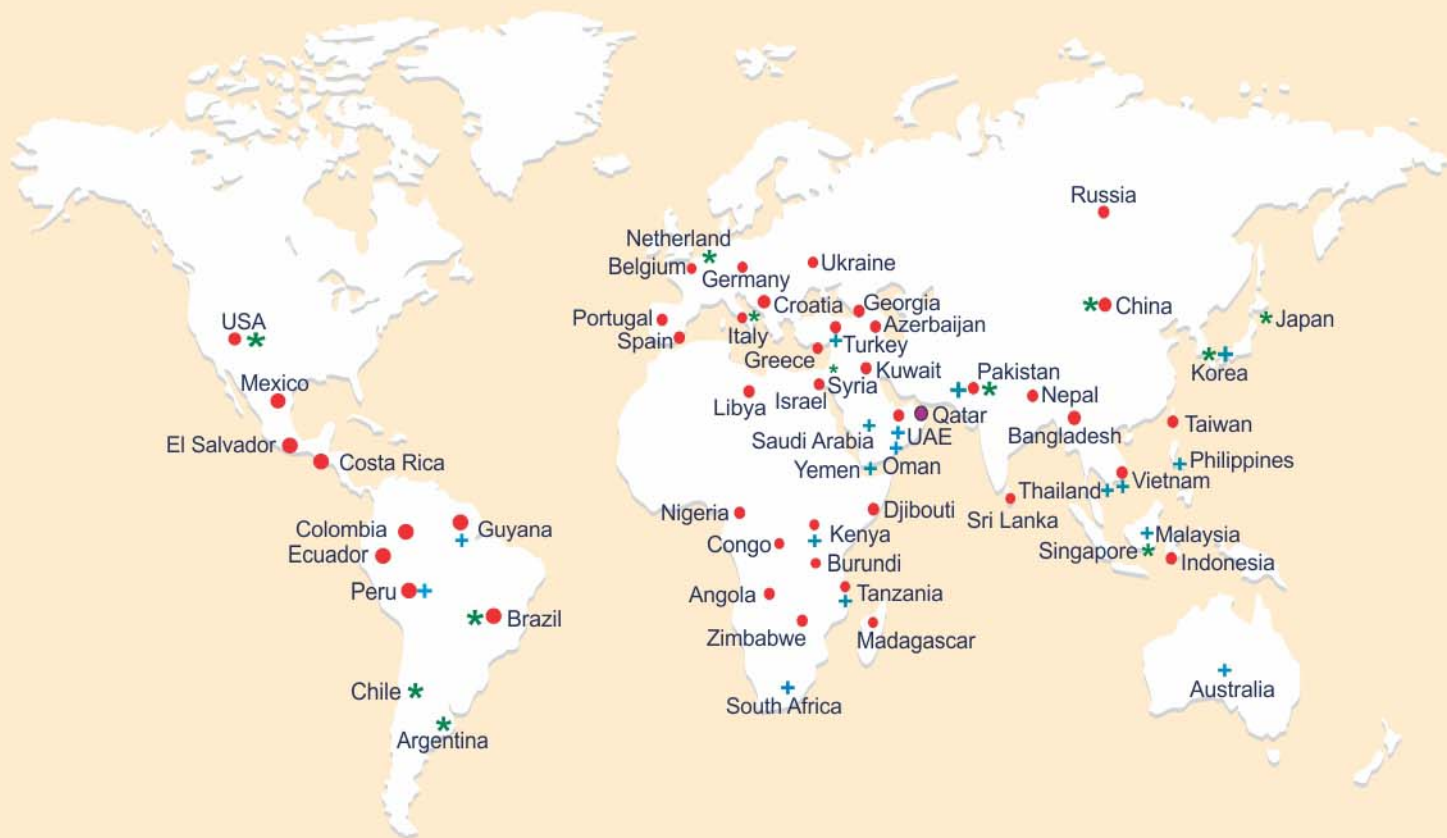 Russia
Netherland
Belgium
Germany
Ukraine
Croatia
Georgia
China
Portugal
Italy
Azerbaijan
Japan
USA
Spain
Greece
Turkey
Korea
Mexico
Kuwait
Pakistan
Syria
Israel
Nepal
Libya
Qatar
Taiwan
Bangladesh
El Salvador
Saudi Arabia
UAE
Costa Rica
Yemen
Oman
Philippines
Vietnam
Thailand
Nigeria
Djibouti
Sri Lanka
Colombia
Guyana
Kenya
Malaysia
Congo
Singapore
Ecuador
Burundi
Indonesia
Peru
Angola
Tanzania
Brazil
Zimbabwe
Madagascar
Chile
Australia
South Africa
Argentina